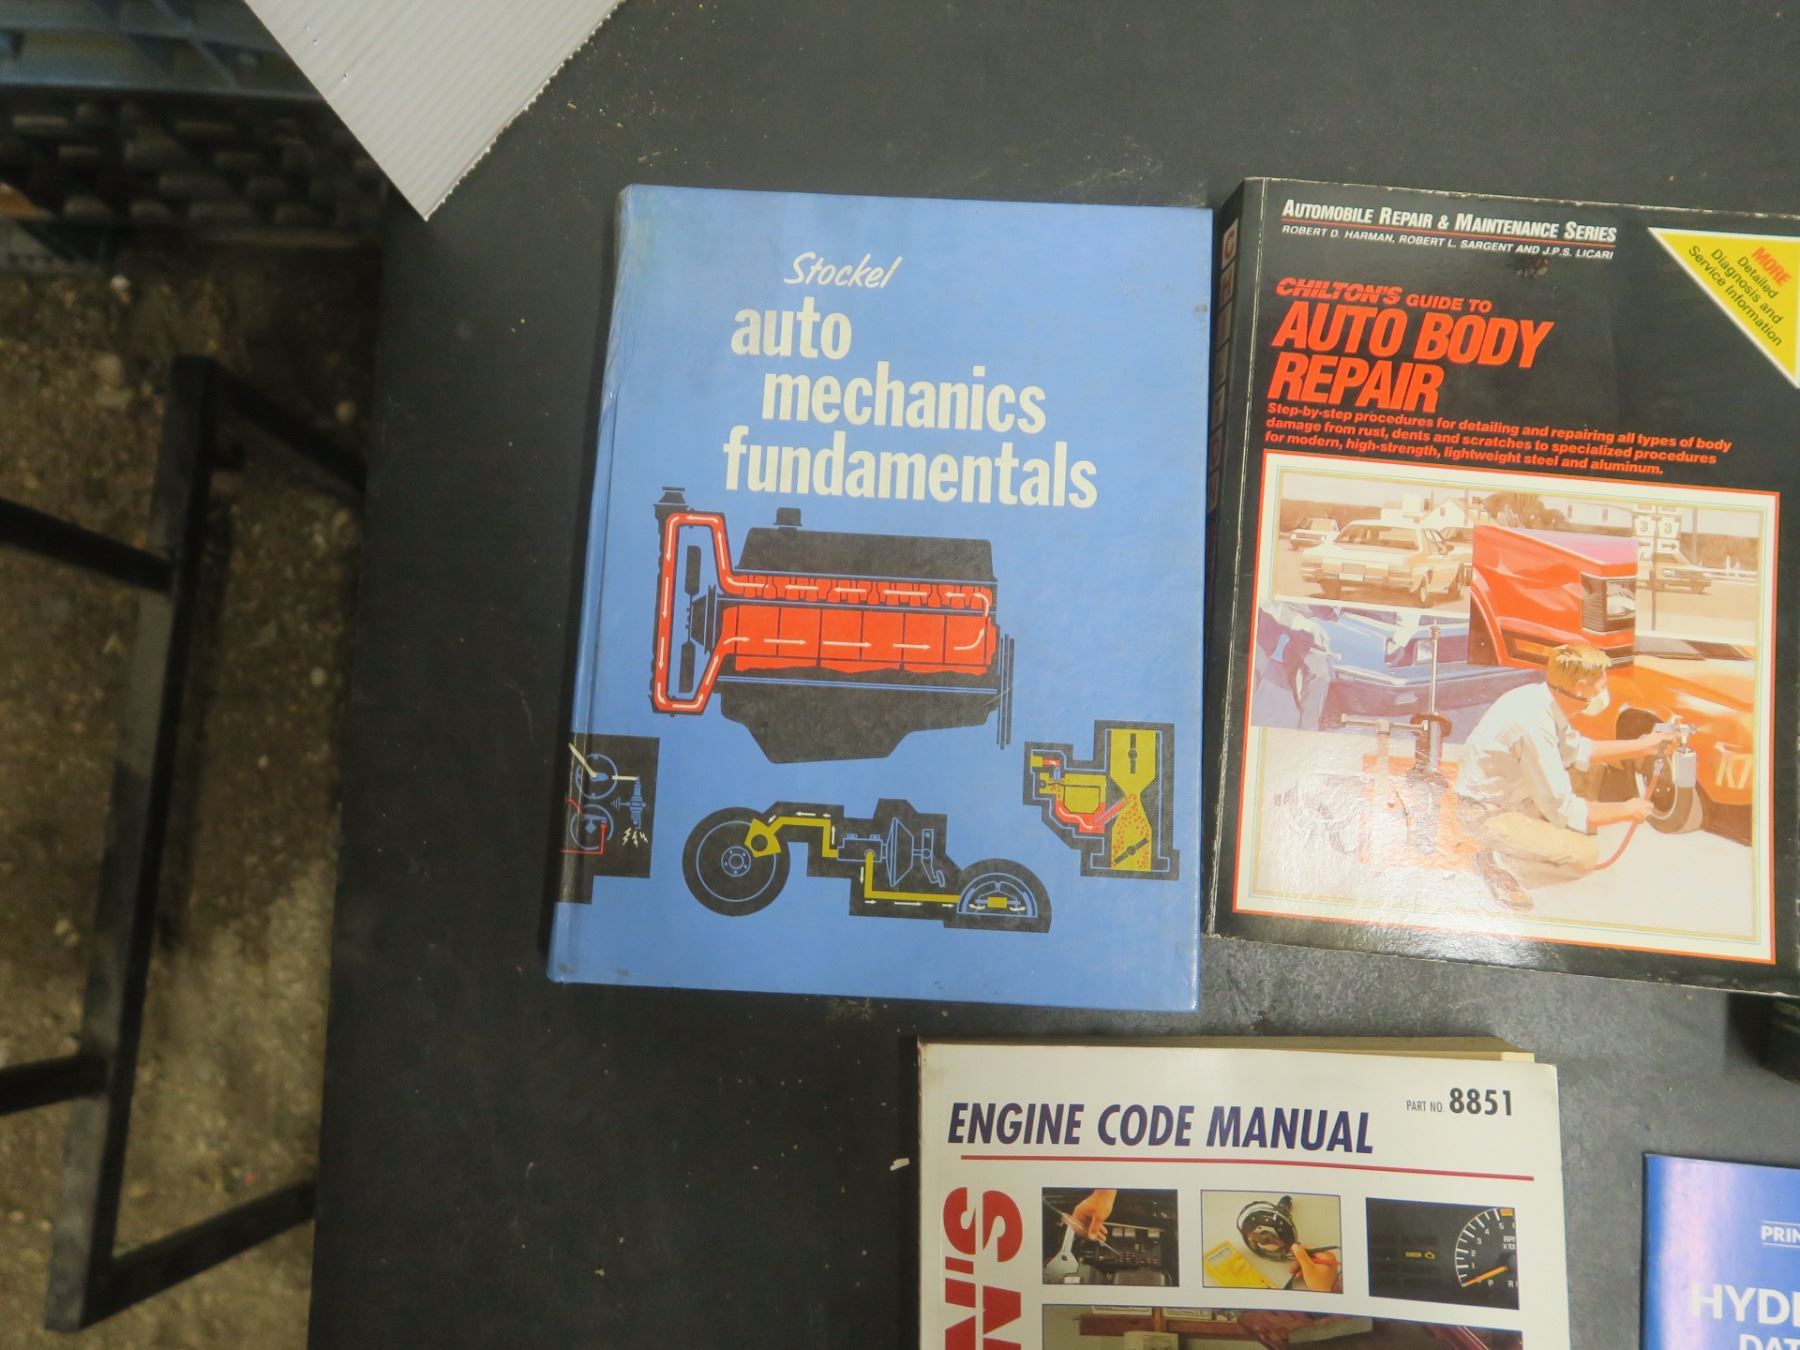 Stockel
auto
mechanics
fundamentals
AUTOMOBILE REPAIR & MAINTENANCE SERIES
ROBERT D. HARMAN, ROBERT L. SARGENT AND J.P.S. LICARI
MORE
Detailed
Diagnosis and
Service Information
CHILTON'S GUIDE TO
AUTO BODY
REPAIR
Step-by-step procedures for detailing and repairing all types of body
damage from rust, dents and scratches to specialized procedures
for modern, high-strength, lightweight steel and aluminum.
ENGINE CODE MANUAL
PART NO. 8851